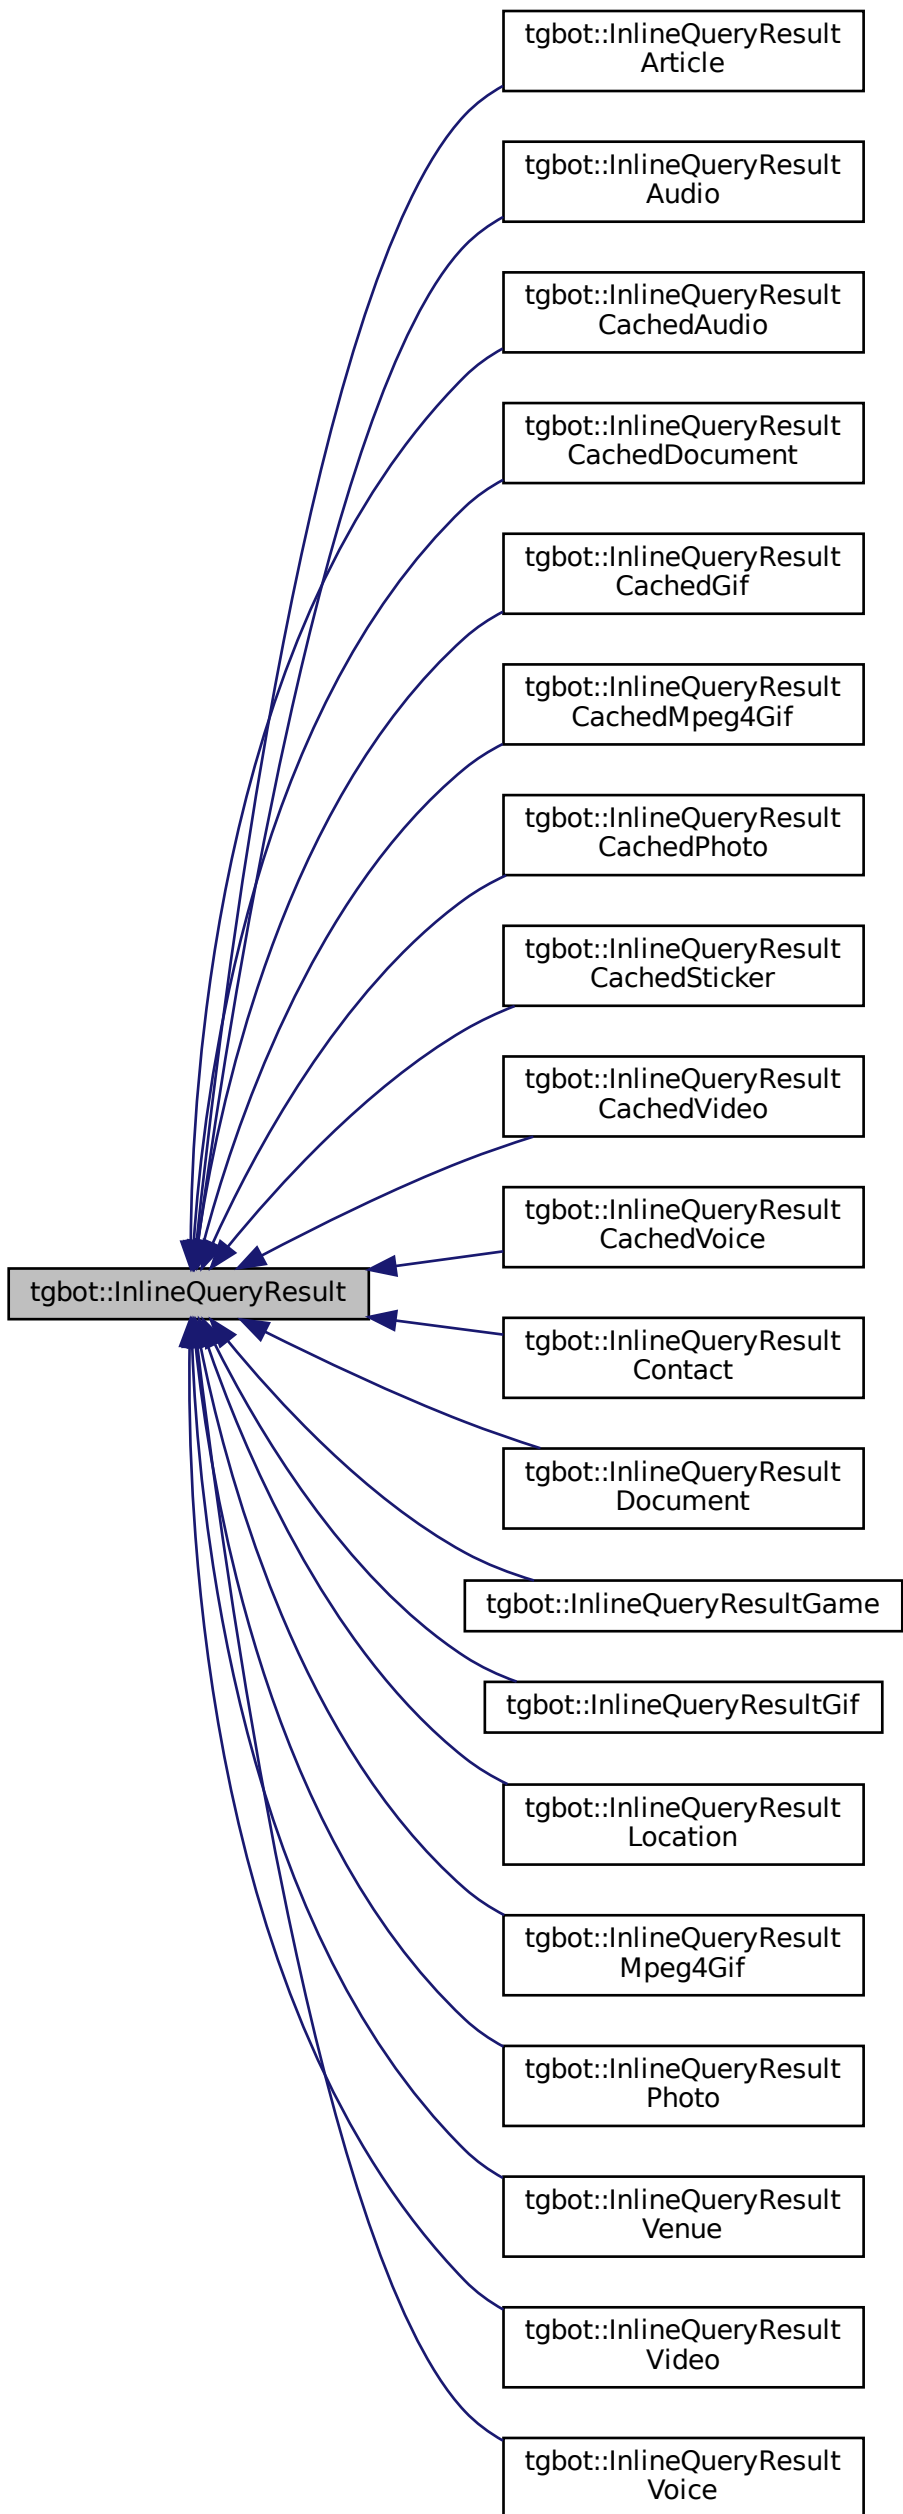 tgbot::InlineQueryResult
Article
tgbot::InlineQueryResult
Audio
tgbot::InlineQueryResult
CachedAudio
tgbot::InlineQueryResult
CachedDocument
tgbot::InlineQueryResult
CachedGif
tgbot::InlineQueryResult
CachedMpeg4Gif
tgbot::InlineQueryResult
CachedPhoto
tgbot::InlineQueryResult
CachedSticker
tgbot::InlineQueryResult
CachedVideo
tgbot::InlineQueryResult
CachedVoice
tgbot::InlineQueryResult
tgbot::InlineQueryResult
Contact
tgbot::InlineQueryResult
Document
tgbot::InlineQueryResultGame
tgbot::InlineQueryResultGif
tgbot::InlineQueryResult
Location
tgbot::InlineQueryResult
Mpeg4Gif
tgbot::InlineQueryResult
Photo
tgbot::InlineQueryResult
Venue
tgbot::InlineQueryResult
Video
tgbot::InlineQueryResult
Voice